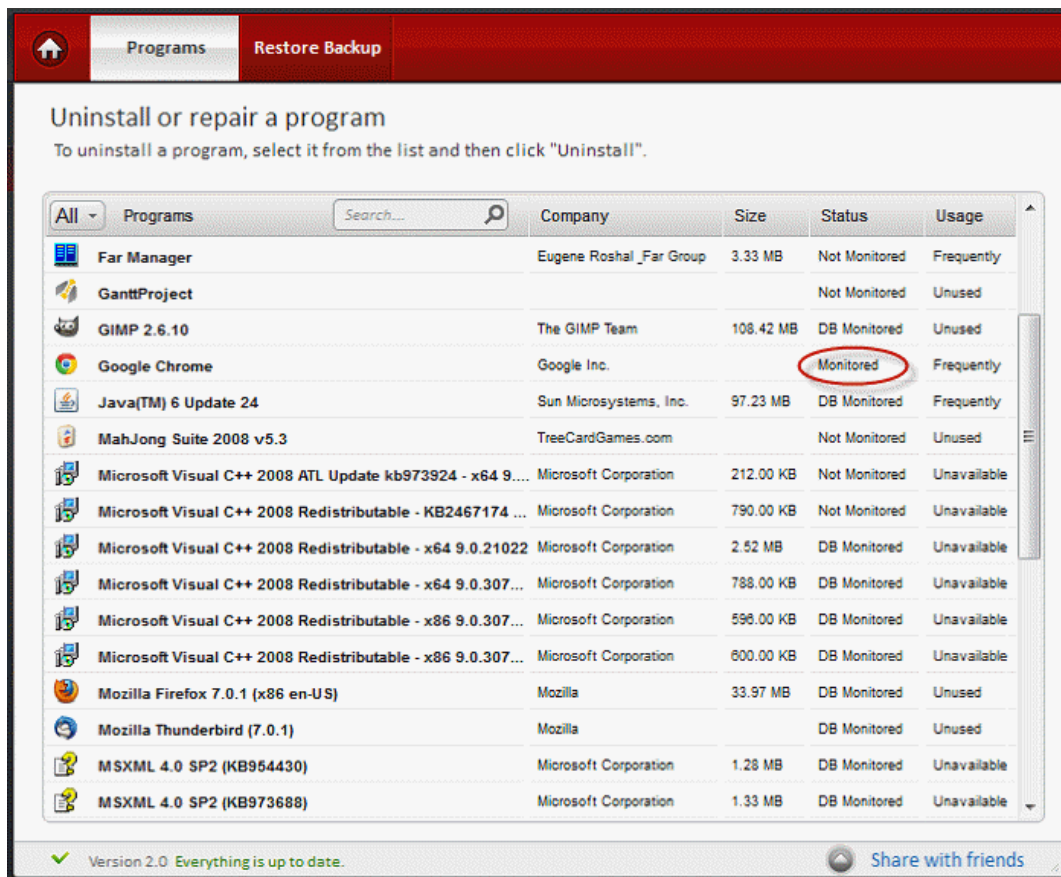 Programs Restore Backup
Uninstall or repair a program
To uninstall a program, select it from the list and then click "Uninstall".
All Programs Search... Company Size Status Usage
Far Manager Eugene Roshal _Far Group 3.33 MB Not Monitored Frequently
GanttProject Not Monitored Unused
GIMP 2.6.10 The GIMP Team 108.42 MB DB Monitored Unused
Google Chrome Google Inc. Monitored Frequently
Java(TM) 6 Update 24 Sun Microsystems, Inc. 97.23 MB DB Monitored Frequently
MahJong Suite 2008 v5.3 TreeCardGames.com Not Monitored Unused
Microsoft Visual C++ 2008 ATL Update kb973924 - x64 9.... Microsoft Corporation 212.00 KB Not Monitored Unavailable
Microsoft Visual C++ 2008 Redistributable - KB2467174 ... Microsoft Corporation 790.00 KB Not Monitored Unavailable
Microsoft Visual C++ 2008 Redistributable - x64 9.0.21022 Microsoft Corporation 2.52 MB DB Monitored Unavailable
Microsoft Visual C++ 2008 Redistributable - x64 9.0.307... Microsoft Corporation 788.00 KB DB Monitored Unavailable
Microsoft Visual C++ 2008 Redistributable - x86 9.0.307... Microsoft Corporation 596.00 KB DB Monitored Unavailable
Microsoft Visual C++ 2008 Redistributable - x86 9.0.307... Microsoft Corporation 600.00 KB DB Monitored Unavailable
Mozilla Firefox 7.0.1 (x86 en-US) Mozilla 33.97 MB DB Monitored Unused
Mozilla Thunderbird (7.0.1) Mozilla DB Monitored Unused
MSXML 4.0 SP2 (KB954430) Microsoft Corporation 1.28 MB DB Monitored Unavailable
MSXML 4.0 SP2 (KB973688) Microsoft Corporation 1.33 MB DB Monitored Unavailable
Version 2.0 Everything is up to date. Share with friends